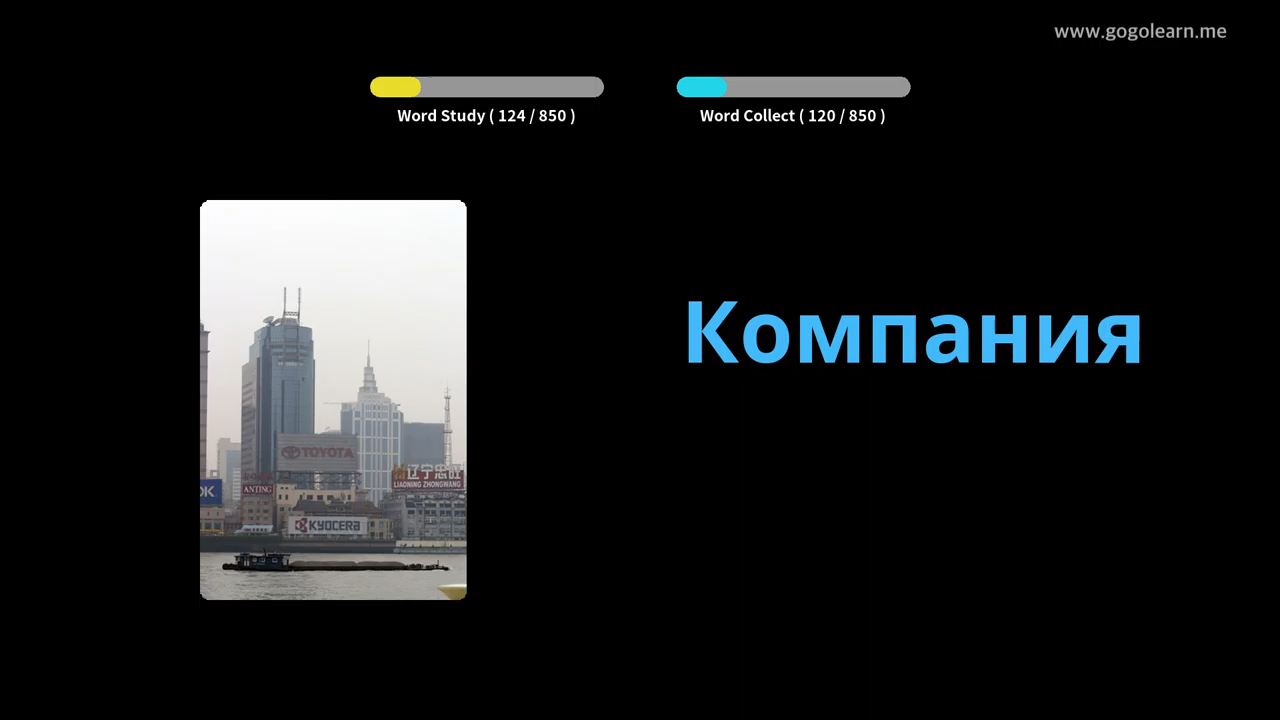 www.gogolearn.me
Word Study ( 124 / 850 )
Word Collect ( 120 / 850 )
Компания
TOYOTA
辽宁忠旺
LIAONING ZHONGWANG
OK
ANTING
KYOCERA